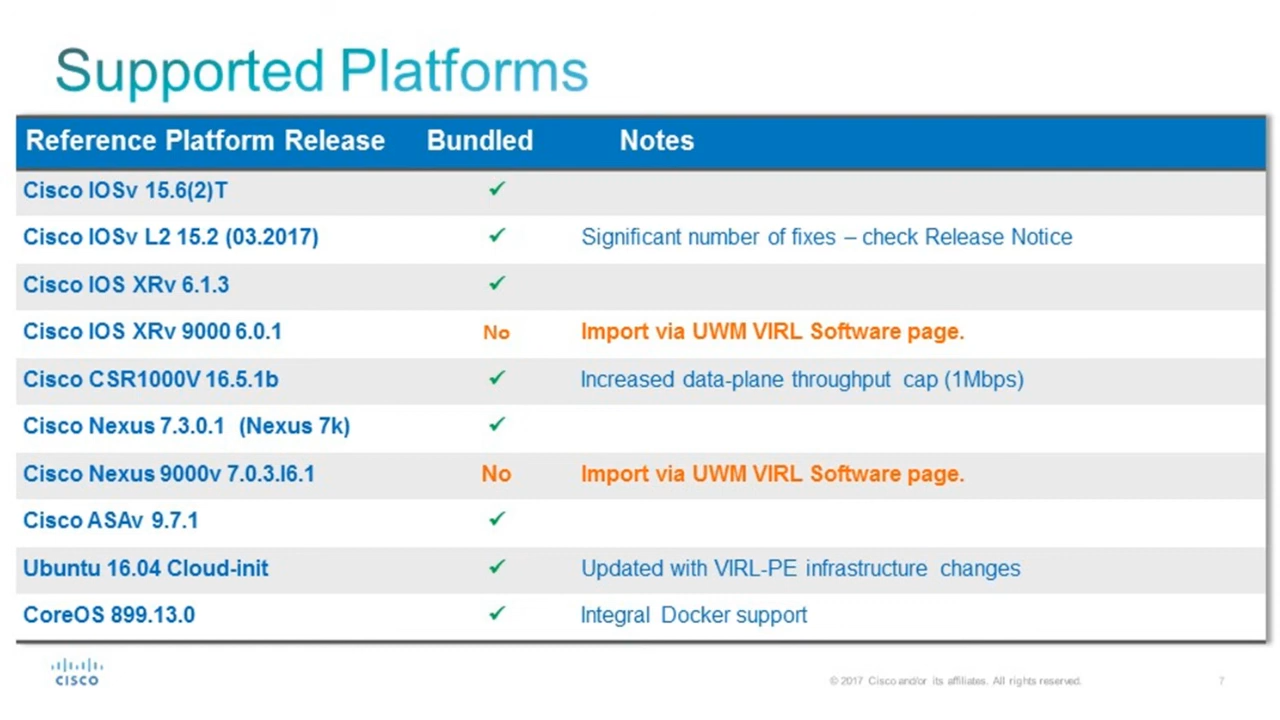 Supported Platforms
Reference Platform Release Bundled Notes
Cisco IOSv 15.6(2)T ✓
Cisco IOSv L2 15.2 (03.2017) ✓ Significant number of fixes – check Release Notice
Cisco IOS XRv 6.1.3 ✓
Cisco IOS XRv 9000 6.0.1 No Import via UWM VIRL Software page.
Cisco CSR1000V 16.5.1b ✓ Increased data-plane throughput cap (1Mbps)
Cisco Nexus 7.3.0.1 (Nexus 7k) ✓
Cisco Nexus 9000v 7.0.3.I6.1 No Import via UWM VIRL Software page.
Cisco ASAv 9.7.1 ✓
Ubuntu 16.04 Cloud-init ✓ Updated with VIRL-PE infrastructure changes
CoreOS 899.13.0 ✓ Integral Docker support
CISCO
© 2017 Cisco and/or its affiliates. All rights reserved. 7